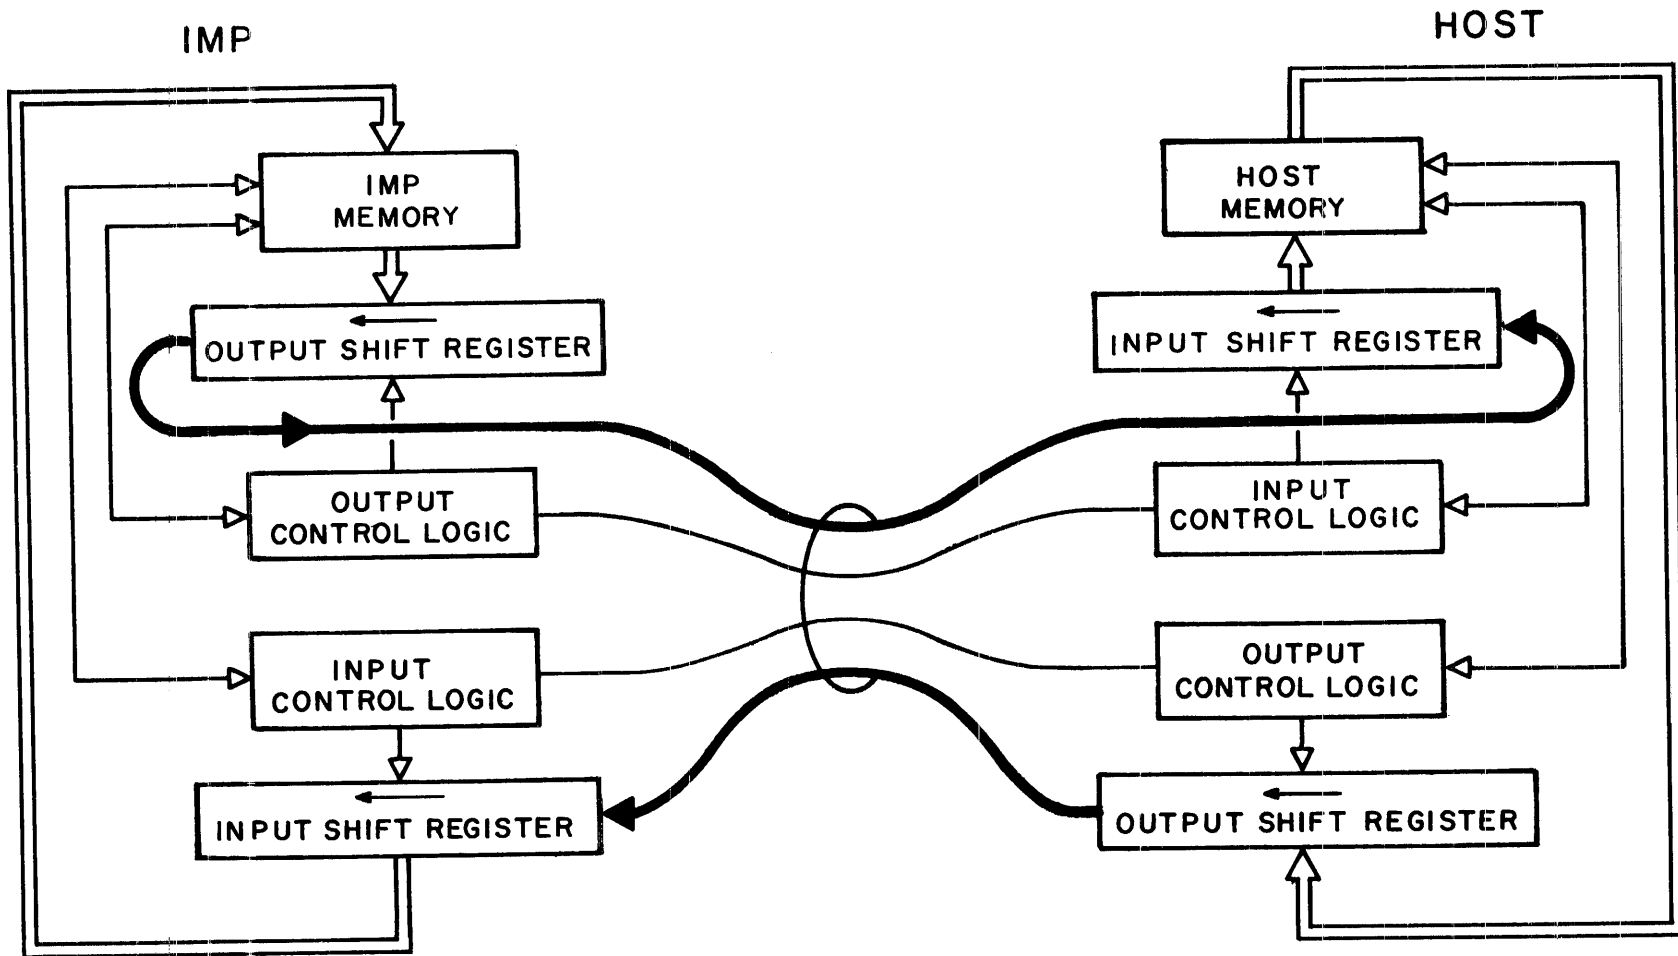 IMP
HOST
IMP
MEMORY
HOST
MEMORY
OUTPUT SHIFT REGISTER
INPUT SHIFT REGISTER
OUTPUT
CONTROL LOGIC
INPUT
CONTROL LOGIC
INPUT
CONTROL LOGIC
OUTPUT
CONTROL LOGIC
INPUT SHIFT REGISTER
OUTPUT SHIFT REGISTER